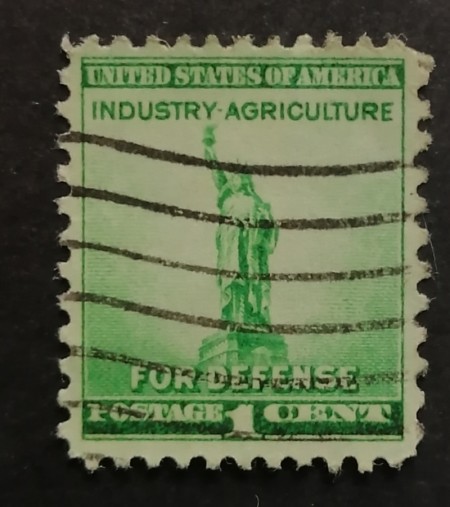 UNITED STATES OF AMERICA
INDUSTRY-AGRICULTURE
FOR DEFENSE
POSTAGE 1 CENT